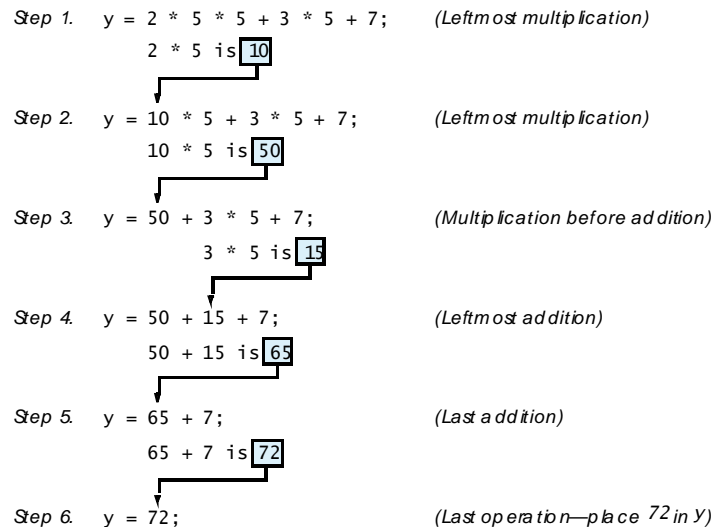 Step 1. y = 2 * 5 * 5 + 3 * 5 + 7; (Leftmost multiplication)
2 * 5 is 10
Step 2. y = 10 * 5 + 3 * 5 + 7; (Leftmost multiplication)
10 * 5 is 50
Step 3. y = 50 + 3 * 5 + 7; (Multiplication before addition)
3 * 5 is 15
Step 4. y = 50 + 15 + 7; (Leftmost addition)
50 + 15 is 65
Step 5. y = 65 + 7; (Last addition)
65 + 7 is 72
Step 6. y = 72; (Last operation—place 72 in y)